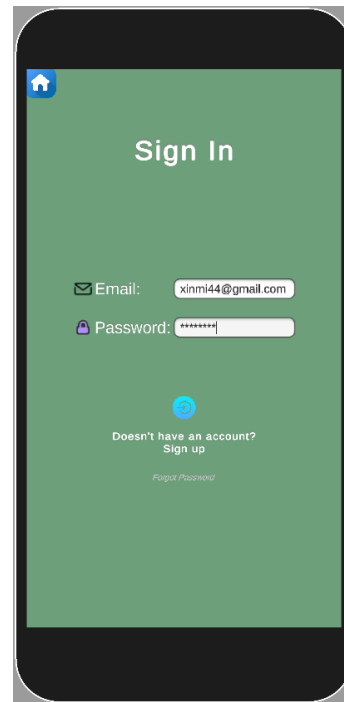 Sign In
Email: xinmi44@gmail.com
Password: ********
Doesn't have an account?
Sign up
Forgot Password